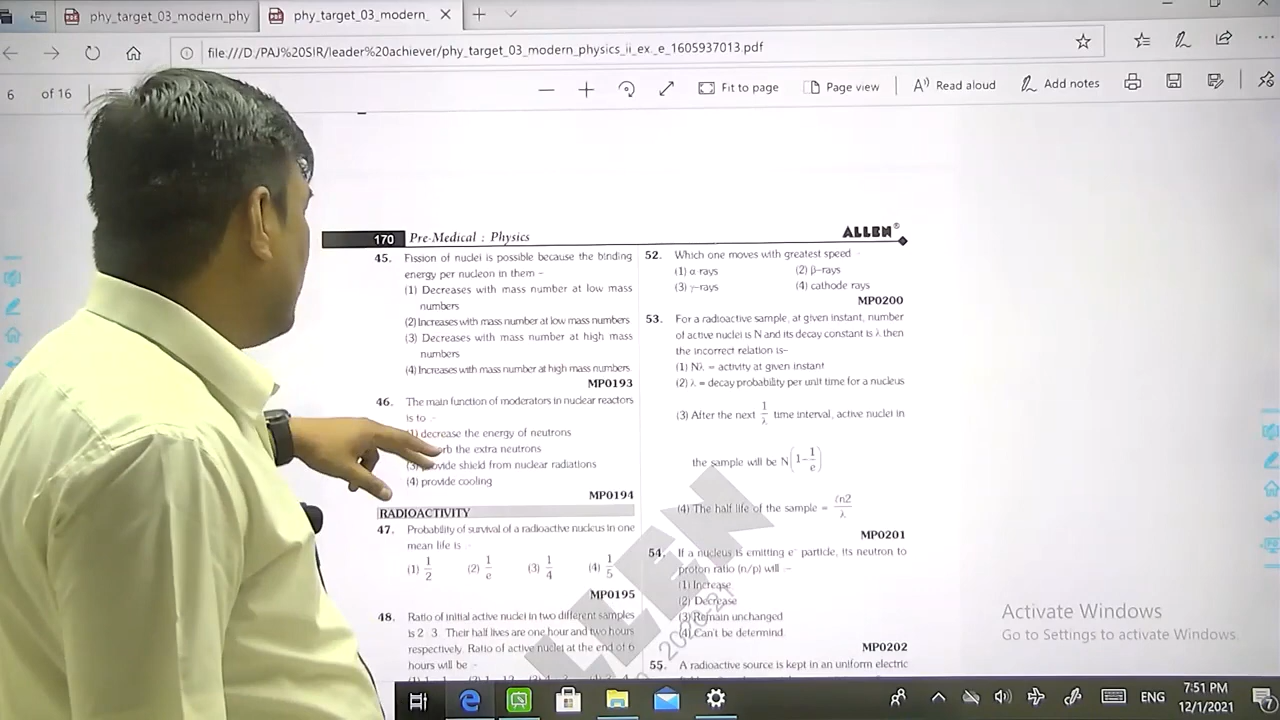 phy_target_03_modern_phy
phy_target_03_modern_
file:///D:/PAJ%20SIR/leader%20achiever/phy_target_03_modern_physics_ii_ex._e_1605937013.pdf
6 of 16
Fit to page
Page view
Read aloud
Add notes
170 Pre-Medical : Physics
ALLEN®
45. Fission of nuclei is possible because the binding
energy per nucleon in them –
(1) Decreases with mass number at low mass
numbers
(2) Increases with mass number at low mass numbers
(3) Decreases with mass number at high mass
numbers
(4) Increases with mass number at high mass numbers
MP0193
46. The main function of moderators in nuclear reactors
is to :-
decrease the energy of neutrons
the extra neutrons
shield from nuclear radiations
(4) provide cooling
MP0194
RADIOACTIVITY
47. Probability of survival of a radioactive nucleus in one
mean life is :-
(1) 1/2 (2) 1/e (3) 1/4 (4) 1/5
MP0195
48. Ratio of initial active nuclei in two different samples
is 2 3 Their half lives are one hour and two hours
respectively. Ratio of active nuclei at the end of 6
hours will be :-
52. Which one moves with greatest speed
(1) α rays (2) β-rays
(3) γ-rays (4) cathode rays
MP0200
53. For a radioactive sample, at given instant, number
of active nuclei is N and its decay constant is λ then
the incorrect relation is–
(1) Nλ = activity at given instant
(2) λ = decay probability per unit time for a nucleus
(3) After the next 1/λ time interval, active nuclei in
the sample will be N(1-1/e)
(4) The half life of the sample = ℓn2/λ
MP0201
54. If a nucleus is emitting e⁻ particle, its neutron to
proton ratio (n/p) will :–
(1) Increase
(2) Decrease
(3) Remain unchanged
(4) Can't be determind.
MP0202
55. A radioactive source is kept in an uniform electric
Activate Windows
Go to Settings to activate Windows.
ENG
7:51 PM
12/1/2021
7